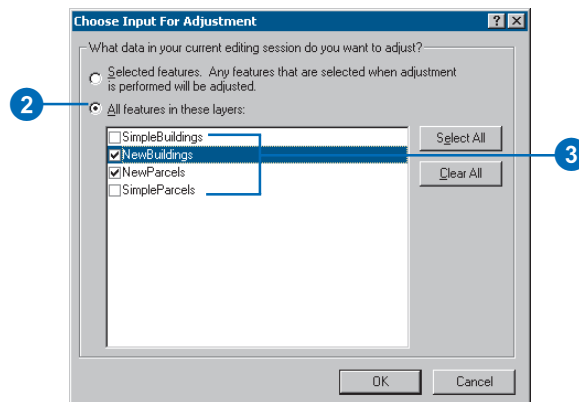 Choose Input For Adjustment
What data in your current editing session do you want to adjust?
Selected features. Any features that are selected when adjustment
is performed will be adjusted.
2
All features in these layers:
SimpleBuildings
Select All
NewBuildings
3
NewParcels
Clear All
SimpleParcels
OK
Cancel